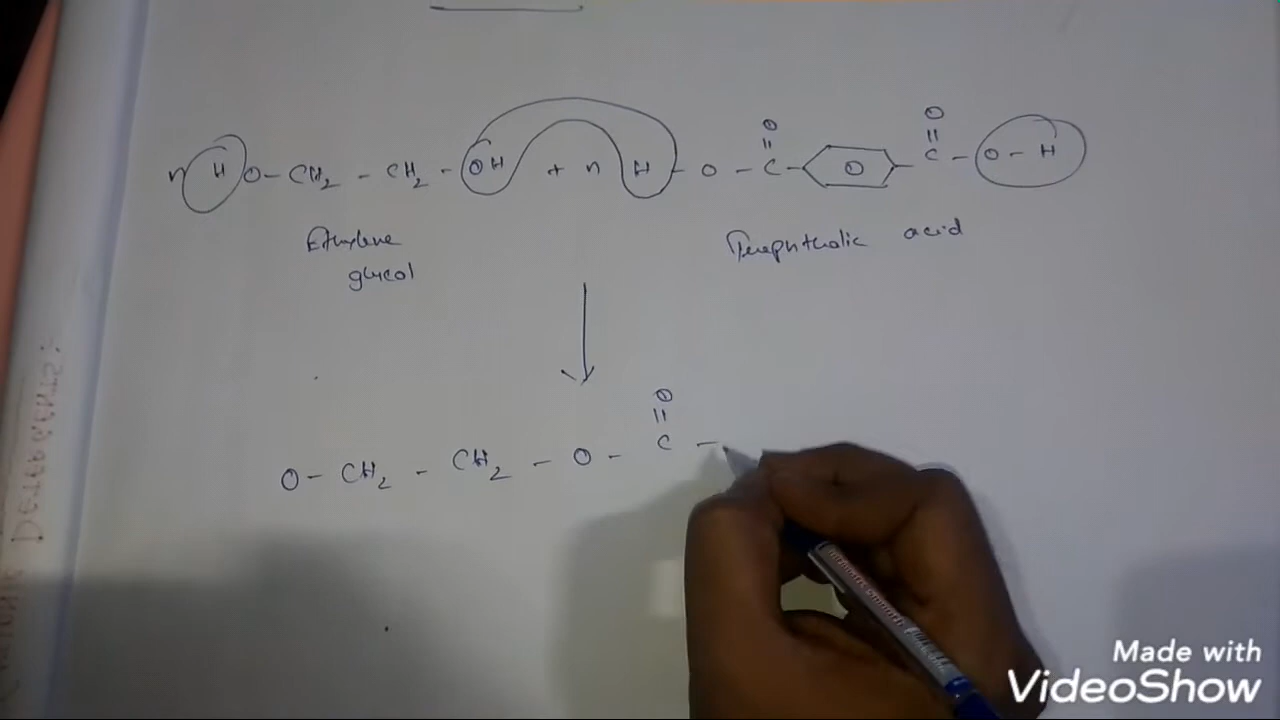 n H O - CH2 - CH2 - OH + n H - O - C - - C - O - H
O
||
O
||
Ethylene
glycol
Terephthalic acid
O - CH2 - CH2 - O - C -
O
||
Made with
VideoShow